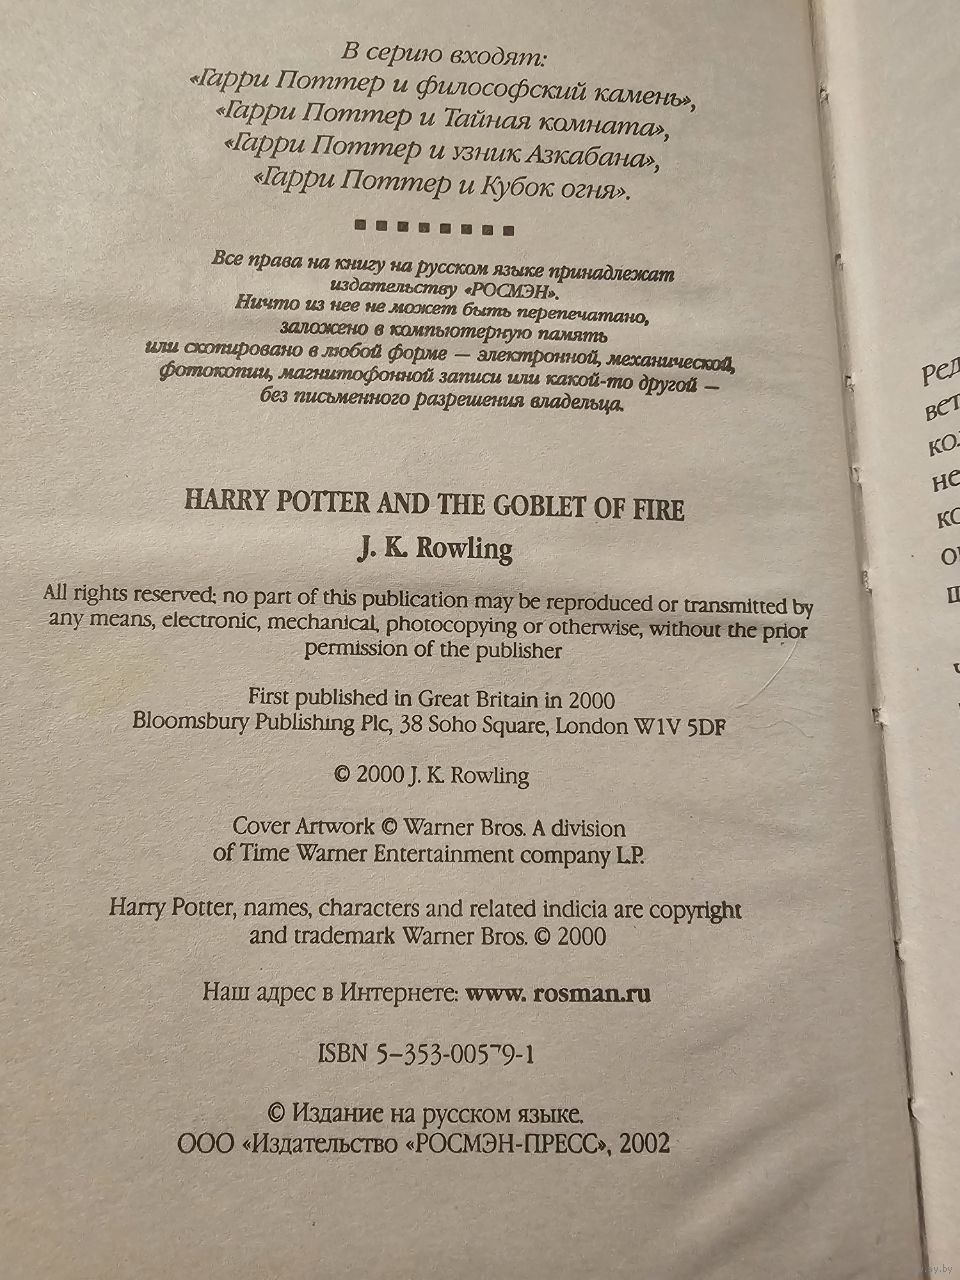 В серию входят:
«Гарри Поттер и философский камень»,
«Гарри Поттер и Тайная комната»,
«Гарри Поттер и узник Азкабана»,
«Гарри Поттер и Кубок огня».
Все права на книгу на русском языке принадлежат
издательству «РОСМЭН».
Ничто из нее не может быть перепечатано,
заложено в компьютерную память
или скопировано в любой форме — электронной, механической,
фотокопии, магнитофонной записи или какой-то другой —
без письменного разрешения владельца.
HARRY POTTER AND THE GOBLET OF FIRE
J. K. Rowling
All rights reserved; no part of this publication may be reproduced or transmitted by
any means, electronic, mechanical, photocopying or otherwise, without the prior
permission of the publisher
First published in Great Britain in 2000
Bloomsbury Publishing Plc, 38 Soho Square, London W1V 5DF
© 2000 J. K. Rowling
Cover Artwork © Warner Bros. A division
of Time Warner Entertainment company L.P.
Harry Potter, names, characters and related indicia are copyright
and trademark Warner Bros. © 2000
Наш адрес в Интернете: www. rosman.ru
ISBN 5-353-00579-1
© Издание на русском языке.
ООО «Издательство «РОСМЭН-ПРЕСС», 2002